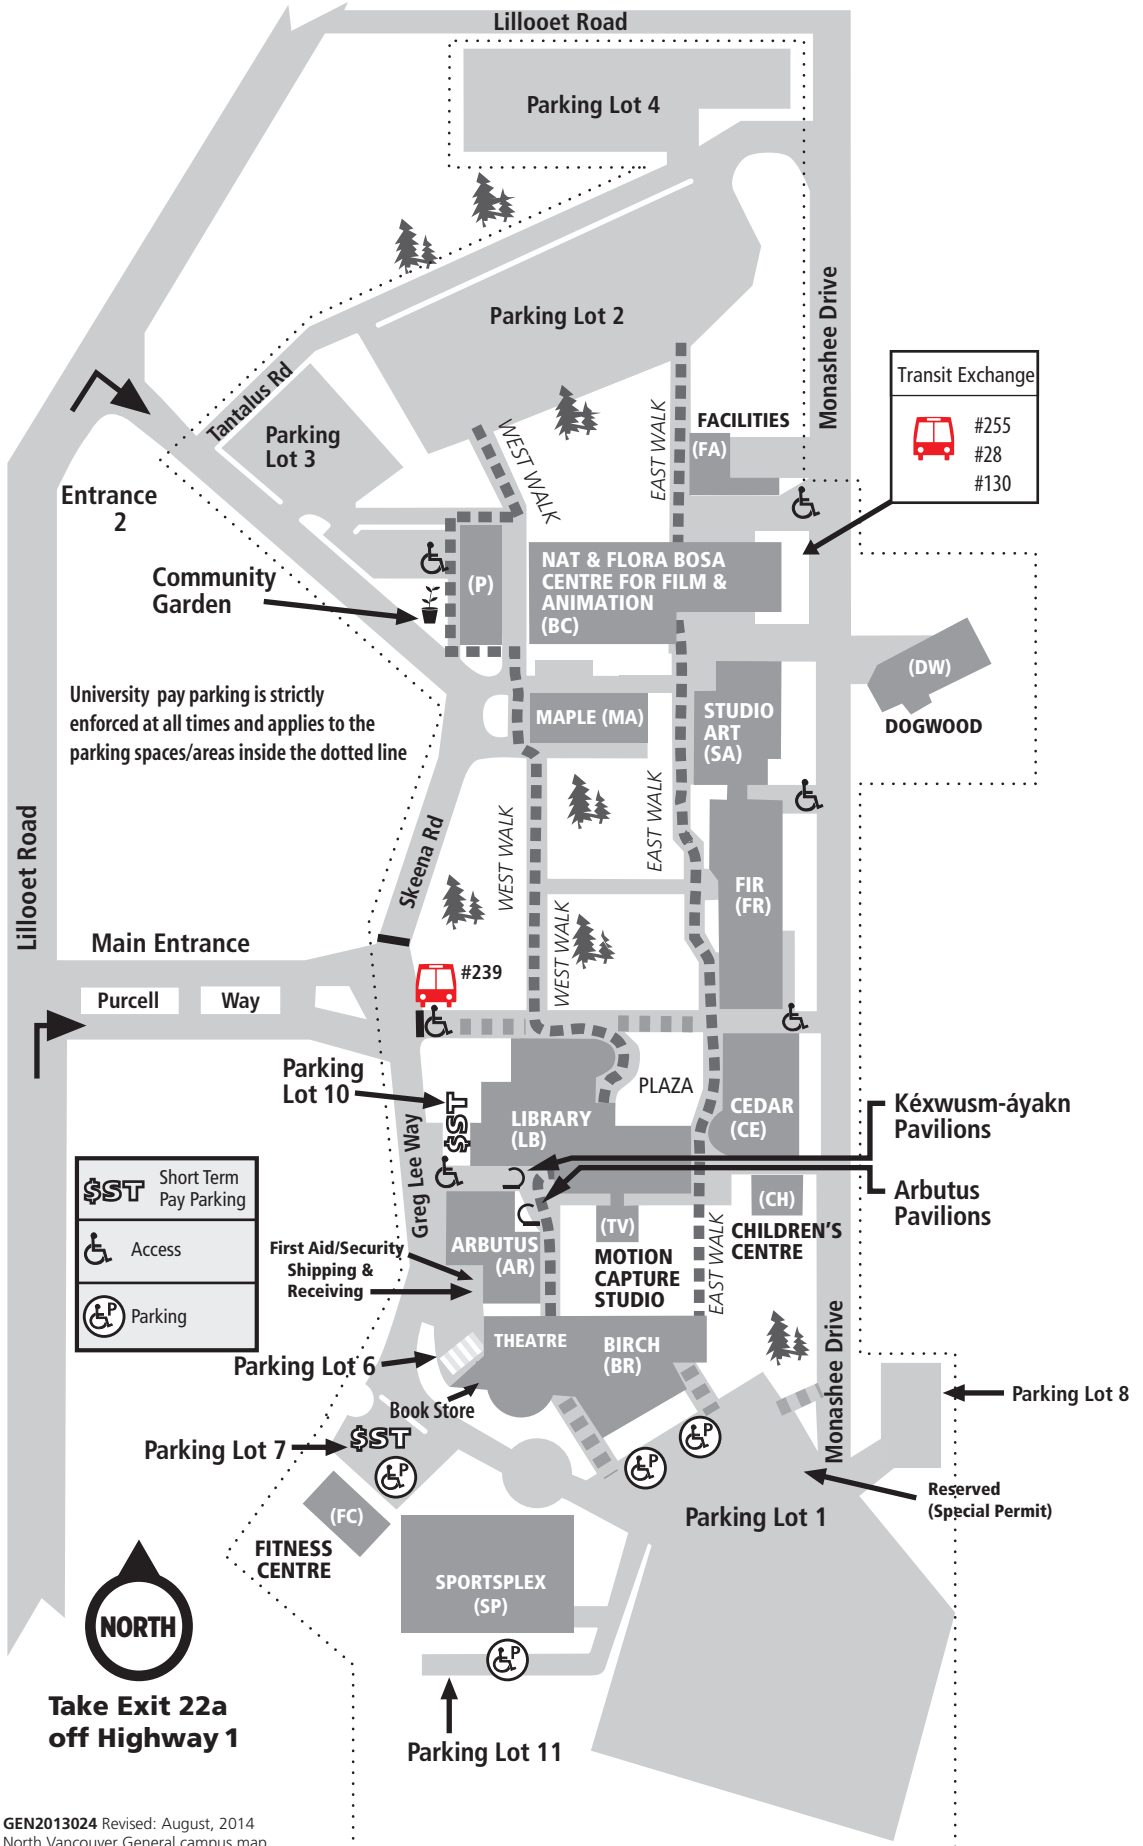 Lillooet Road
Parking Lot 4
Parking Lot 2
Monashee Drive
Tantalus Rd
Parking
Lot 3
WEST WALK
EAST WALK
FACILITIES
(FA)
Transit Exchange
#255
#28
#130
Entrance
2
Community
Garden
(P)
NAT & FLORA BOSA
CENTRE FOR FILM &
ANIMATION
(BC)
(DW)
DOGWOOD
University pay parking is strictly
enforced at all times and applies to the
parking spaces/areas inside the dotted line
MAPLE (MA)
STUDIO
ART
(SA)
Lillooet Road
Skeena Rd
WEST WALK
EAST WALK
FIR
(FR)
Main Entrance
WEST WALK
EAST WALK
#239
Purcell Way
Parking
Lot 10
$ST
PLAZA
LIBRARY
(LB)
CEDAR
(CE)
Kéxwusm-áyakn
Pavilions
Arbutus
Pavilions
Greg Lee Way
$ST Short Term
Pay Parking
Access
P Parking
(CH)
CHILDREN'S
CENTRE
(TV)
MOTION
CAPTURE
STUDIO
EAST WALK
ARBUTUS
(AR)
First Aid/Security
Shipping &
Receiving
THEATRE
BIRCH
(BR)
Monashee Drive
Parking Lot 6
Book Store
Parking Lot 8
Parking Lot 7
$ST
P
P
P
Reserved
(Special Permit)
Parking Lot 1
(FC)
FITNESS
CENTRE
SPORTSPLEX
(SP)
P
NORTH
Take Exit 22a
off Highway 1
Parking Lot 11
GEN2013024 Revised: August, 2014
North Vancouver General campus map